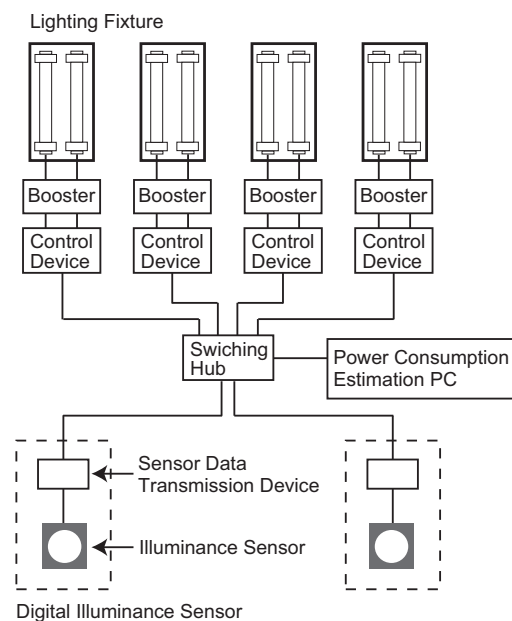 Lighting Fixture
Booster
Booster
Booster
Booster
Control
Device
Control
Device
Control
Device
Control
Device
Swiching
Hub
Power Consumption
Estimation PC
Sensor Data
Transmission Device
Illuminance Sensor
Digital Illuminance Sensor